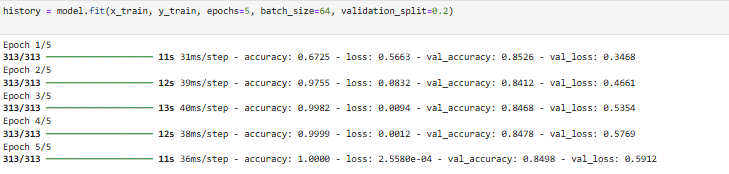 history = model.fit(x_train, y_train, epochs=5, batch_size=64, validation_split=0.2)
Epoch 1/5
313/313 ━━━━━━━━━━━━━━━━━━━━ 11s 31ms/step - accuracy: 0.6725 - loss: 0.5663 - val_accuracy: 0.8526 - val_loss: 0.3468
Epoch 2/5
313/313 ━━━━━━━━━━━━━━━━━━━━ 12s 39ms/step - accuracy: 0.9755 - loss: 0.0832 - val_accuracy: 0.8412 - val_loss: 0.4661
Epoch 3/5
313/313 ━━━━━━━━━━━━━━━━━━━━ 13s 40ms/step - accuracy: 0.9982 - loss: 0.0094 - val_accuracy: 0.8468 - val_loss: 0.5354
Epoch 4/5
313/313 ━━━━━━━━━━━━━━━━━━━━ 12s 38ms/step - accuracy: 0.9999 - loss: 0.0012 - val_accuracy: 0.8478 - val_loss: 0.5769
Epoch 5/5
313/313 ━━━━━━━━━━━━━━━━━━━━ 11s 36ms/step - accuracy: 1.0000 - loss: 2.5580e-04 - val_accuracy: 0.8498 - val_loss: 0.5912